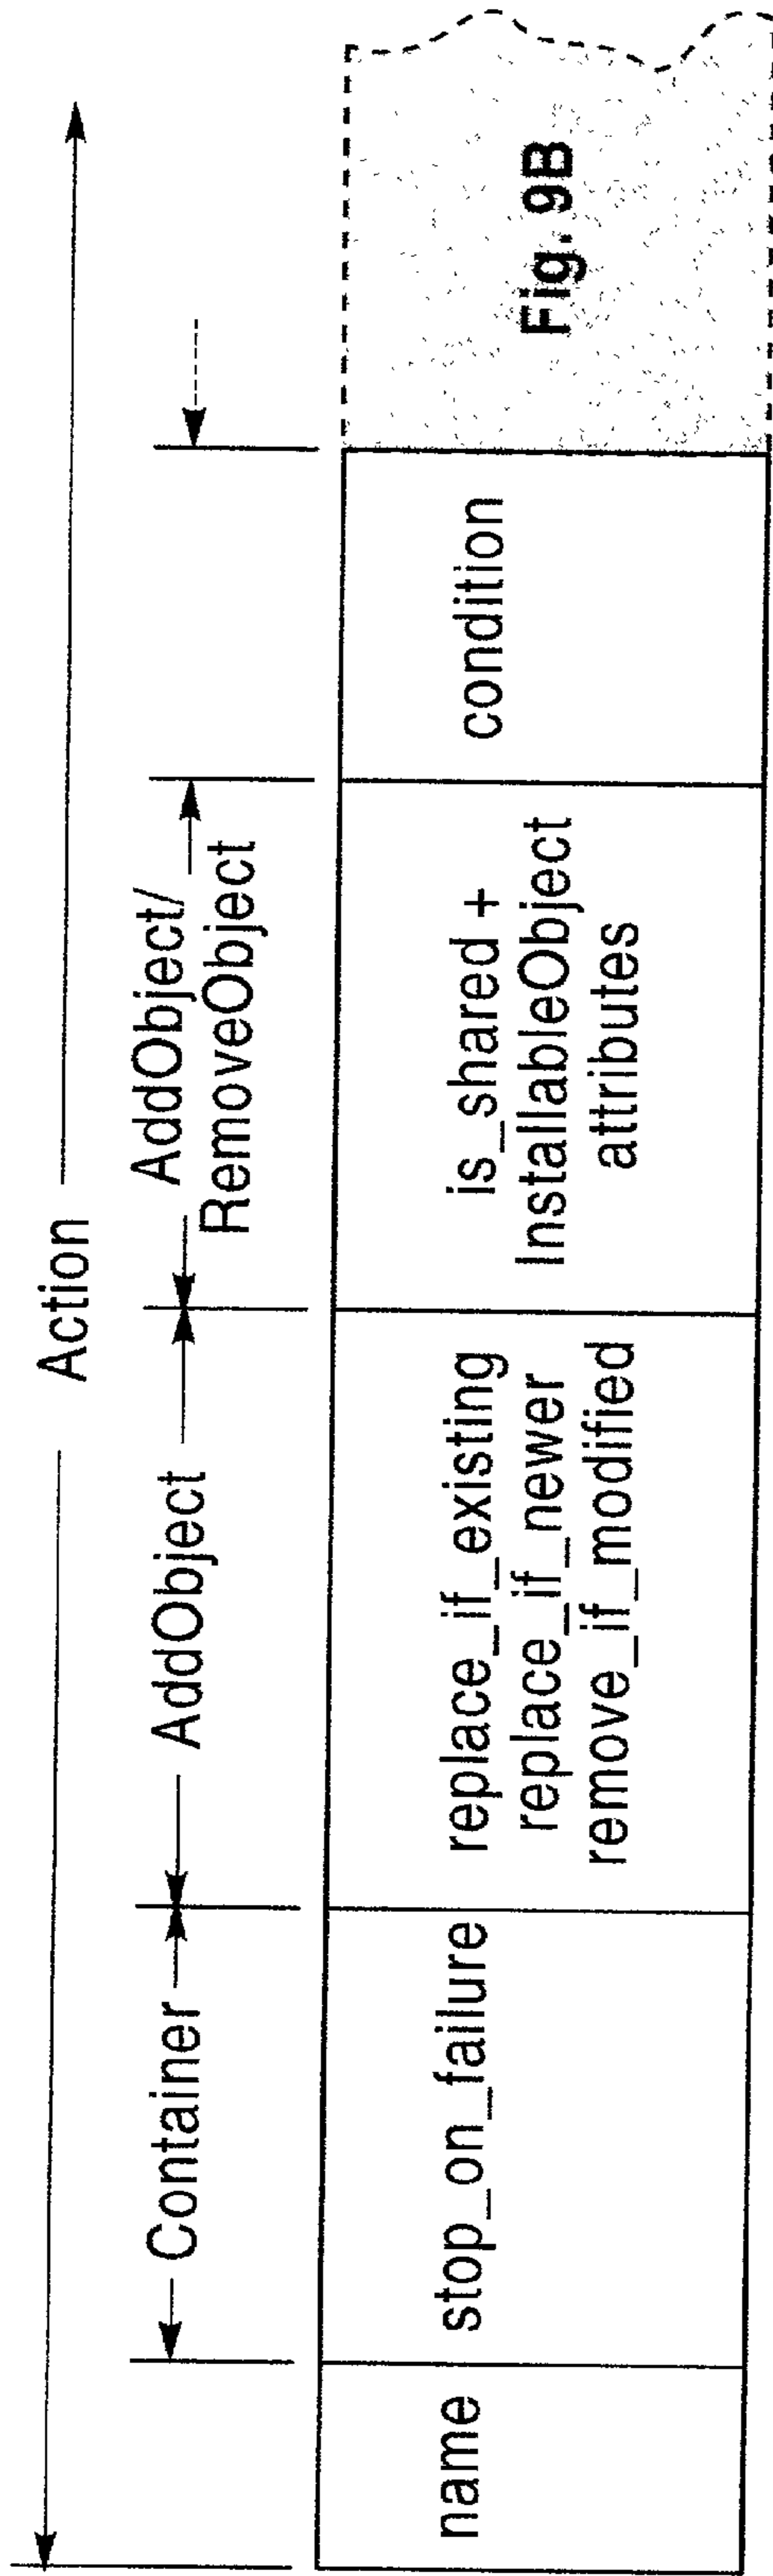 Action
Container
AddObject
AddObject/
RemoveObject
name
stop_on_failure
replace_if_existing
replace_if_newer
remove_if_modified
is_shared +
InstallableObject
attributes
condition
Fig. 9B